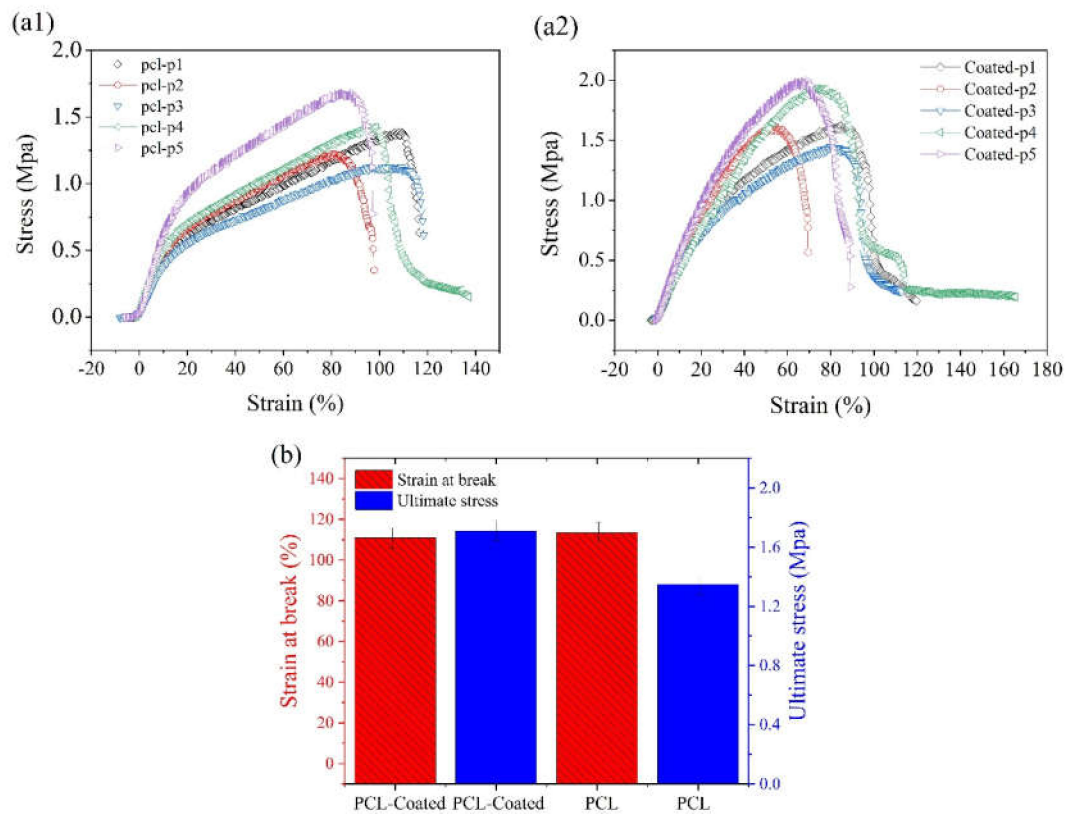 (a1)
Stress (Mpa)
2.0
1.5
1.0
0.5
0.0
pcl-p1
pcl-p2
pcl-p3
pcl-p4
pcl-p5
-20 0 20 40 60 80 100 120 140
Strain (%)
(a2)
Stress (Mpa)
2.0
1.5
1.0
0.5
0.0
Coated-p1
Coated-p2
Coated-p3
Coated-p4
Coated-p5
-20 0 20 40 60 80 100 120 140 160 180
Strain (%)
(b)
Strain at break (%)
140
120
100
80
60
40
20
0
Strain at break
Ultimate stress
2.0
1.6
1.2
0.8
0.4
0.0
Ultimate stress (Mpa)
PCL-Coated PCL-Coated PCL PCL